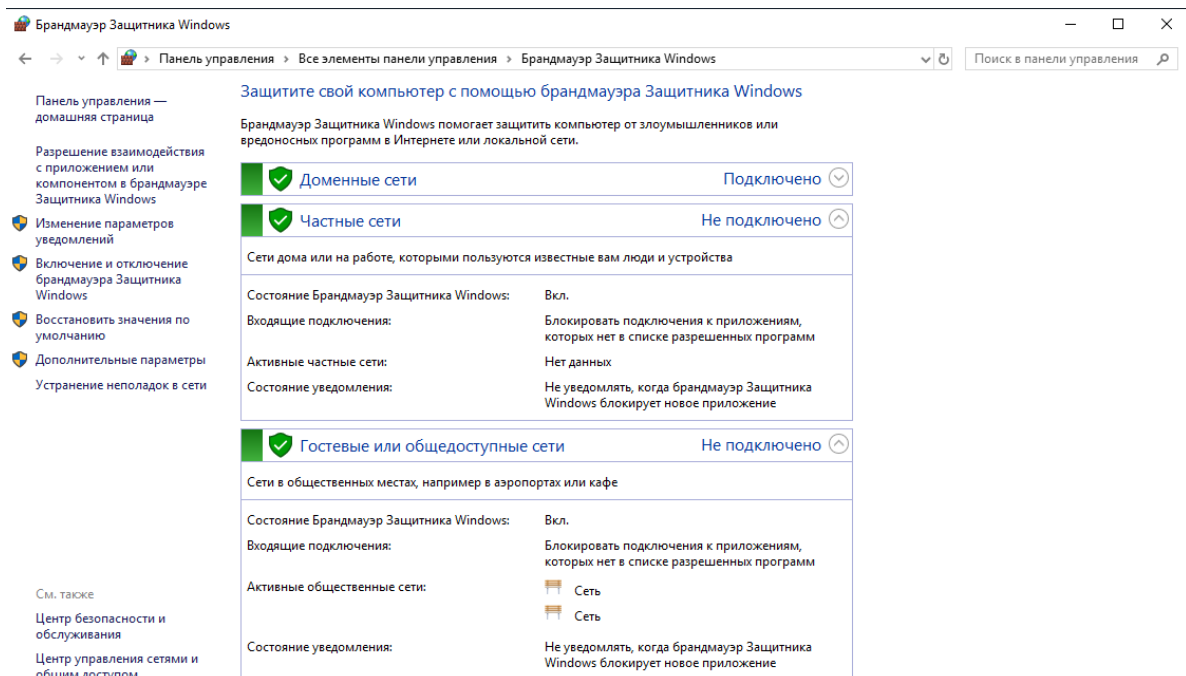 Брандмауэр Защитника Windows
Панель управления › Все элементы панели управления › Брандмауэр Защитника Windows
Поиск в панели управления
Панель управления —
домашняя страница
Разрешение взаимодействия
с приложением или
компонентом в брандмауэре
Защитника Windows
Изменение параметров
уведомлений
Включение и отключение
брандмауэра Защитника
Windows
Восстановить значения по
умолчанию
Дополнительные параметры
Устранение неполадок в сети
См. также
Центр безопасности и
обслуживания
Центр управления сетями и
общим доступом
Защитите свой компьютер с помощью брандмауэра Защитника Windows
Брандмауэр Защитника Windows помогает защитить компьютер от злоумышленников или
вредоносных программ в Интернете или локальной сети.
Доменные сети Подключено
Частные сети Не подключено
Сети дома или на работе, которыми пользуются известные вам люди и устройства
Состояние Брандмауэр Защитника Windows: Вкл.
Входящие подключения: Блокировать подключения к приложениям,
которых нет в списке разрешенных программ
Активные частные сети: Нет данных
Состояние уведомления: Не уведомлять, когда брандмауэр Защитника
Windows блокирует новое приложение
Гостевые или общедоступные сети Не подключено
Сети в общественных местах, например в аэропортах или кафе
Состояние Брандмауэр Защитника Windows: Вкл.
Входящие подключения: Блокировать подключения к приложениям,
которых нет в списке разрешенных программ
Активные общественные сети: Сеть
Сеть
Состояние уведомления: Не уведомлять, когда брандмауэр Защитника
Windows блокирует новое приложение